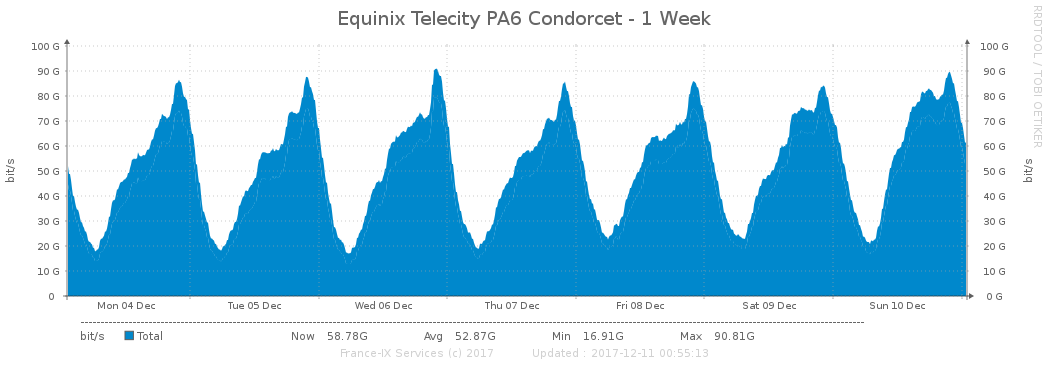 Equinix Telecity PA6 Condorcet - 1 Week
RRDTOOL / TOBI OETIKER
100 G 100 G
90 G 90 G
80 G 80 G
70 G 70 G
60 G 60 G
50 G 50 G
40 G 40 G
30 G 30 G
20 G 20 G
10 G 10 G
0 0 G
bit/s bit/s
Mon 04 Dec Tue 05 Dec Wed 06 Dec Thu 07 Dec Fri 08 Dec Sat 09 Dec Sun 10 Dec
bit/s Total Now 58.78G Avg 52.87G Min 16.91G Max 90.81G
France-IX Services (c) 2017 Updated : 2017-12-11 00:55:13